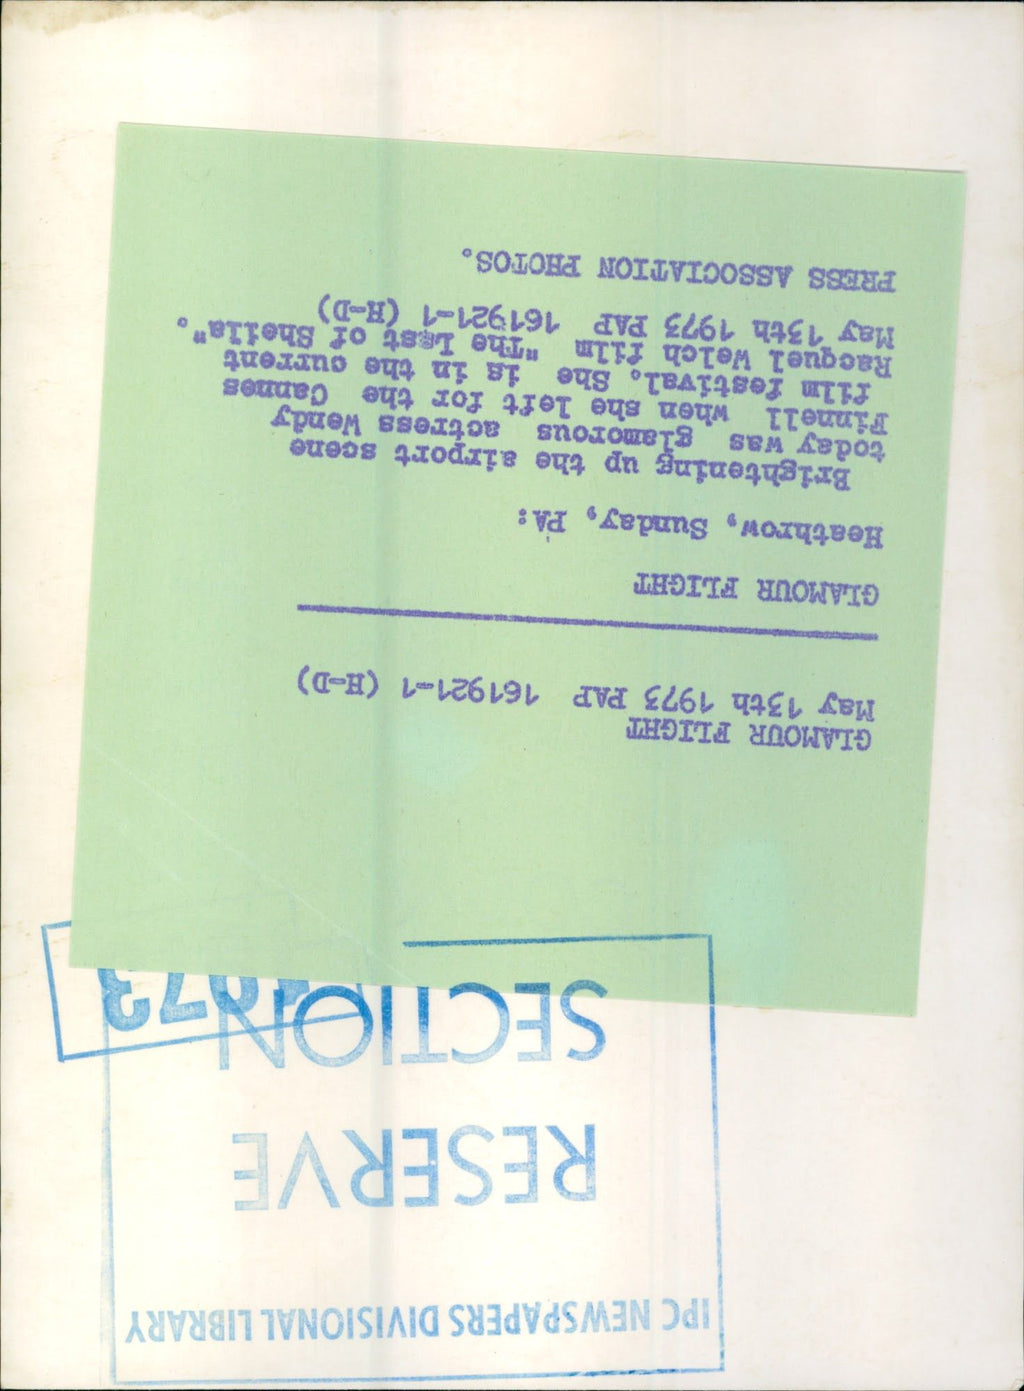 IPC NEWSPAPERS DIVISIONAL LIBRARY
RESERVE
SECTION
1973
GLAMOUR FLIGHT
May 13th 1973 PAP 161921-1 (H-D)
GLAMOUR FLIGHT
Heathrow, Sunday, PA:
Brightening up the airport scene
today was glamorous actress Wendy
Finnell when she left for the Cannes
film festival. She is in the current
Racquel Welch film "The Last of Sheila".
May 13th 1973 PAP 161921-1 (H-D)
PRESS ASSOCIATION PHOTOS.